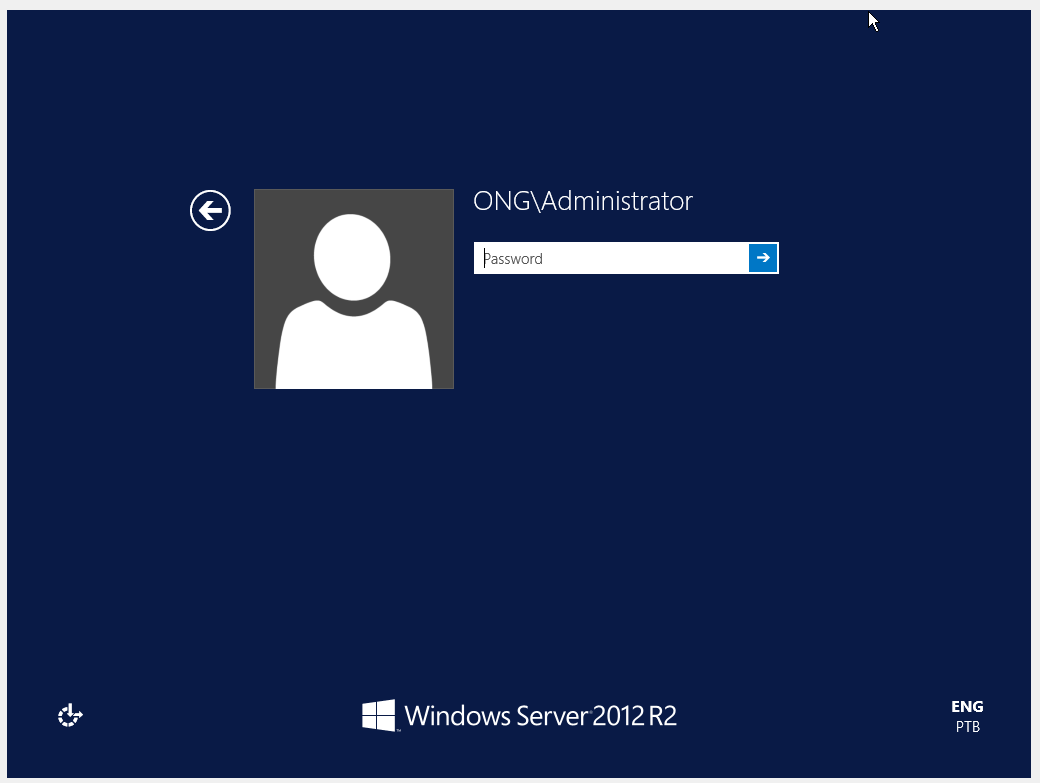 ONG\Administrator
Password
Windows Server 2012 R2
ENG
PTB